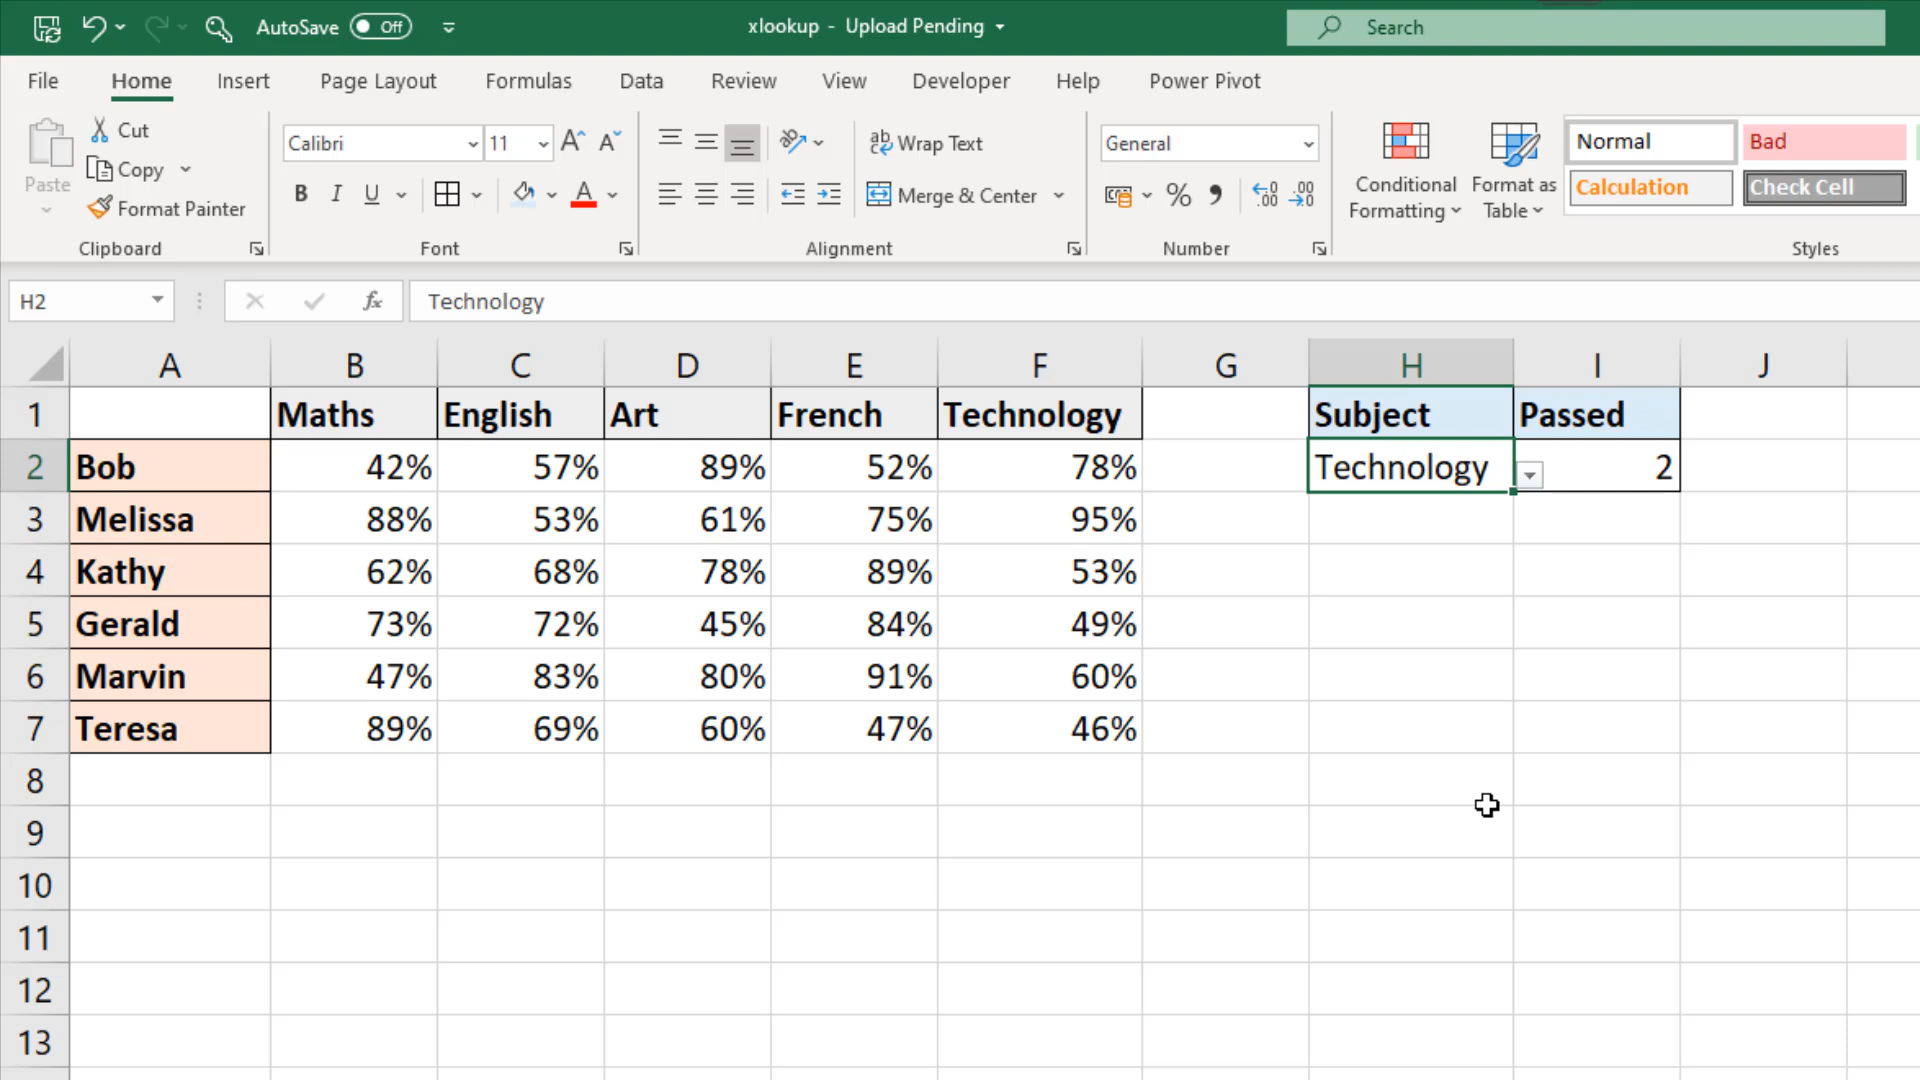 AutoSave Off
xlookup - Upload Pending
Search
File Home Insert Page Layout Formulas Data Review View Developer Help Power Pivot
Paste
Cut
Copy
Format Painter
Clipboard
Calibri 11
B I U
Font
Wrap Text
Merge & Center
Alignment
General
Number
Conditional
Formatting
Format as
Table
Normal Bad
Calculation Check Cell
Styles
H2 fx Technology
A B C D E F G H I J
1 Maths English Art French Technology Subject Passed
2 Bob 42% 57% 89% 52% 78% Technology 2
3 Melissa 88% 53% 61% 75% 95%
4 Kathy 62% 68% 78% 89% 53%
5 Gerald 73% 72% 45% 84% 49%
6 Marvin 47% 83% 80% 91% 60%
7 Teresa 89% 69% 60% 47% 46%
8
9
10
11
12
13